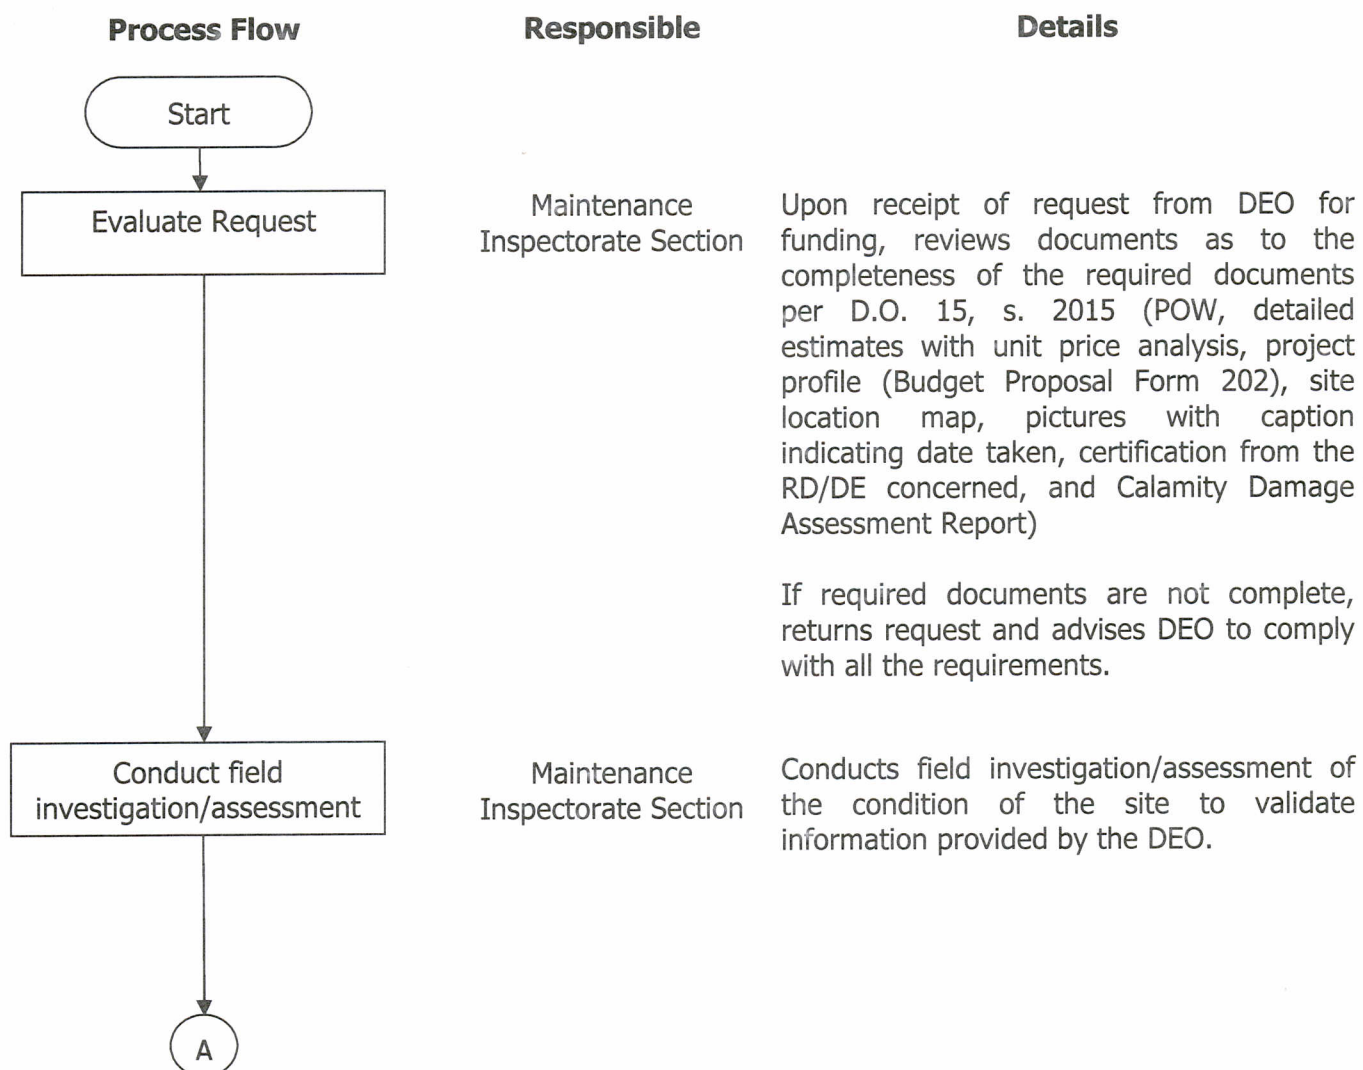 Process Flow
Responsible
Details
Start
Evaluate Request
Maintenance
Inspectorate Section
Upon receipt of request from DEO for
funding, reviews documents as to the
completeness of the required documents
per D.O. 15, s. 2015 (POW, detailed
estimates with unit price analysis, project
profile (Budget Proposal Form 202), site
location map, pictures with caption
indicating date taken, certification from the
RD/DE concerned, and Calamity Damage
Assessment Report)
If required documents are not complete,
returns request and advises DEO to comply
with all the requirements.
Conduct field
investigation/assessment
Maintenance
Inspectorate Section
Conducts field investigation/assessment of
the condition of the site to validate
information provided by the DEO.
A